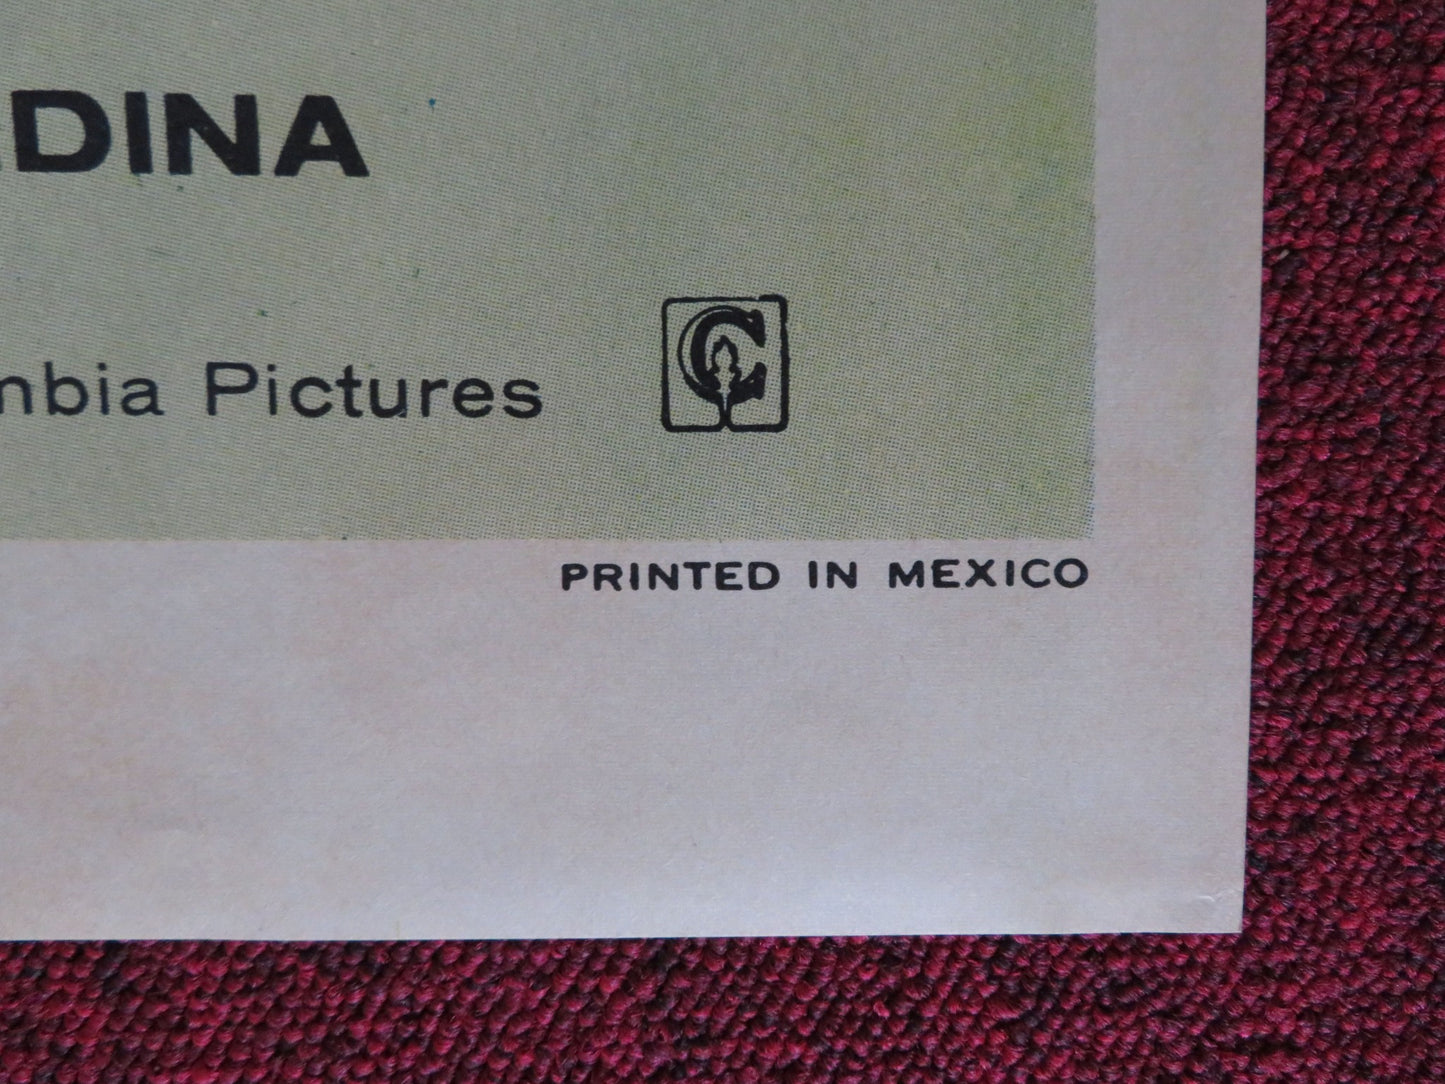 DINA
mbia Pictures
C
PRINTED IN MEXICO